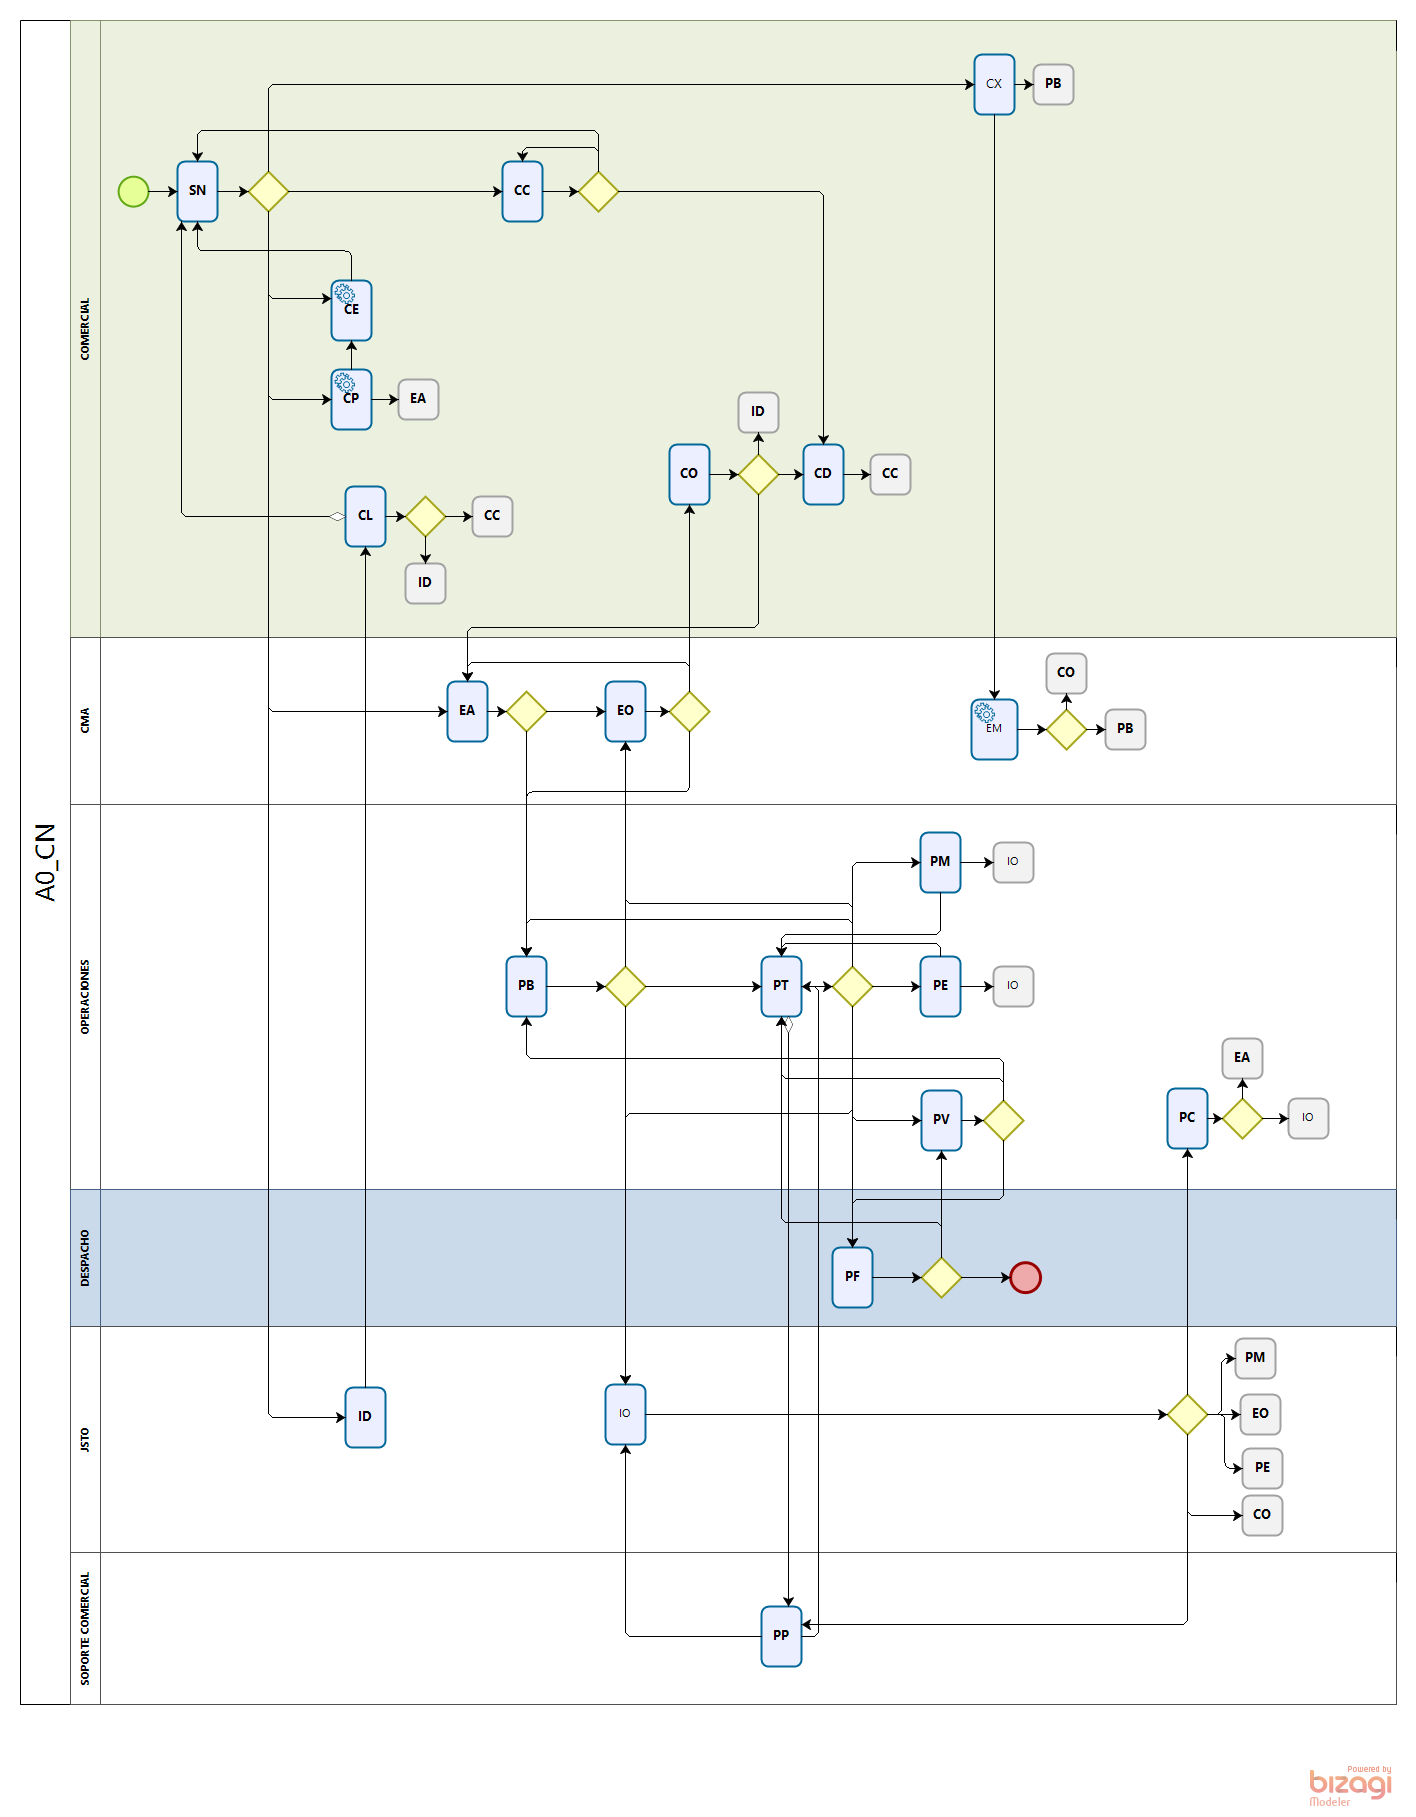 A0_CN
COMERCIAL
CX
PB
SN
CC
CE
CP
EA
ID
CO
CD
CC
CL
CC
ID
CMA
EA
EO
CO
EM
PB
OPERACIONES
PM
IO
PB
PT
PE
IO
EA
PV
PC
IO
DESPACHO
PF
JSTO
PM
ID
IO
EO
PE
CO
SOPORTE COMERCIAL
PP
Powered by
bizagi
Modeler